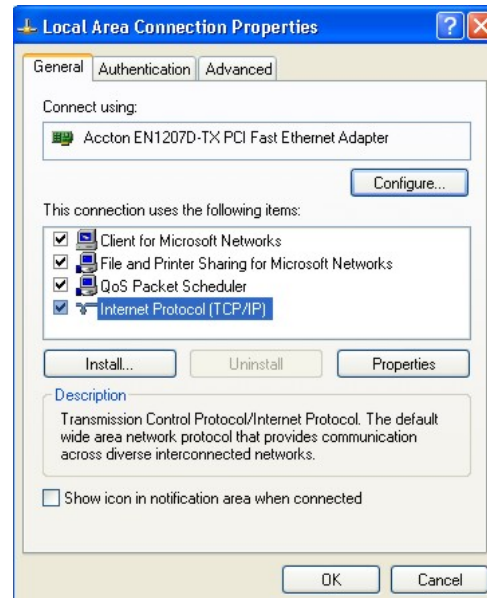 Local Area Connection Properties
General Authentication Advanced
Connect using:
Accton EN1207D-TX PCI Fast Ethernet Adapter
Configure...
This connection uses the following items:
Client for Microsoft Networks
File and Printer Sharing for Microsoft Networks
QoS Packet Scheduler
Internet Protocol (TCP/IP)
Install... Uninstall Properties
Description
Transmission Control Protocol/Internet Protocol. The default
wide area network protocol that provides communication
across diverse interconnected networks.
Show icon in notification area when connected
OK Cancel